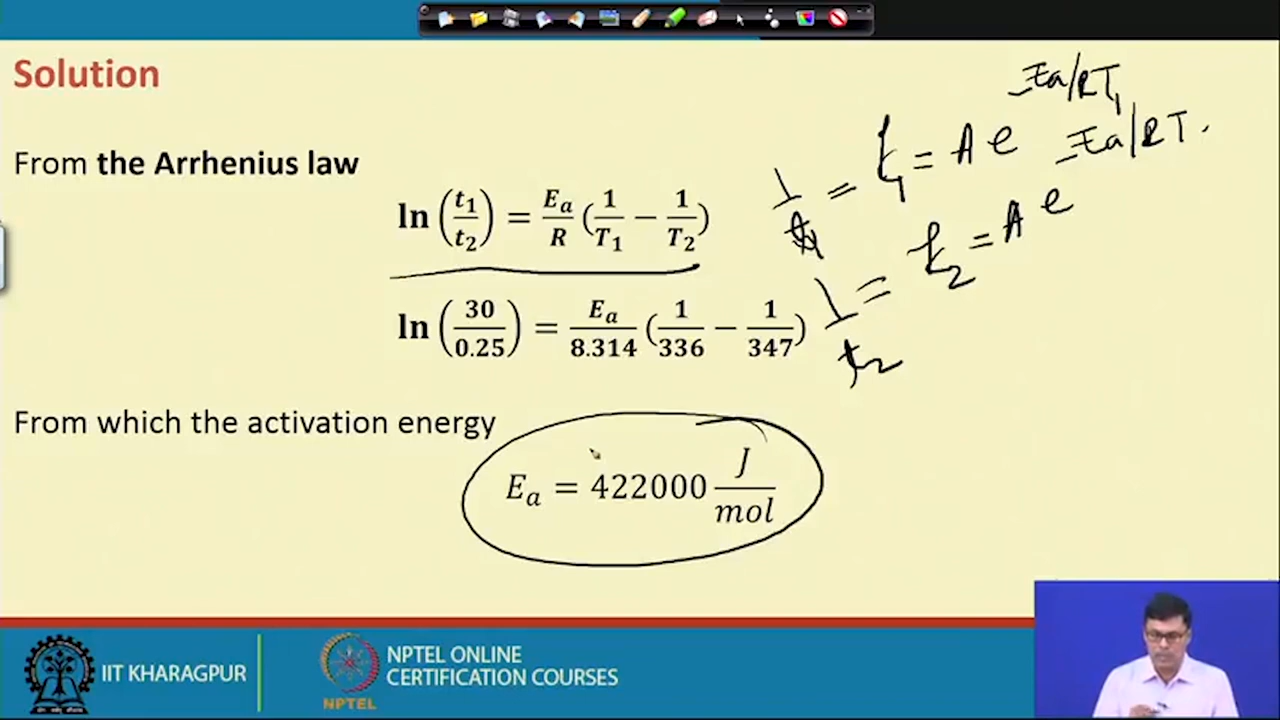 Solution
From the Arrhenius law
ln (t₁/t₂) = Eₐ/R (1/T₁ − 1/T₂)
ln (30/0.25) = Eₐ/8.314 (1/336 − 1/347)
From which the activation energy
Eₐ = 422000 J/mol
1/t₁ = k₁ = A e^(-Ea/RT₁)
1/t₂ = k₂ = A e^(-Ea/RT.)
IIT KHARAGPUR
NPTEL
NPTEL ONLINE
CERTIFICATION COURSES